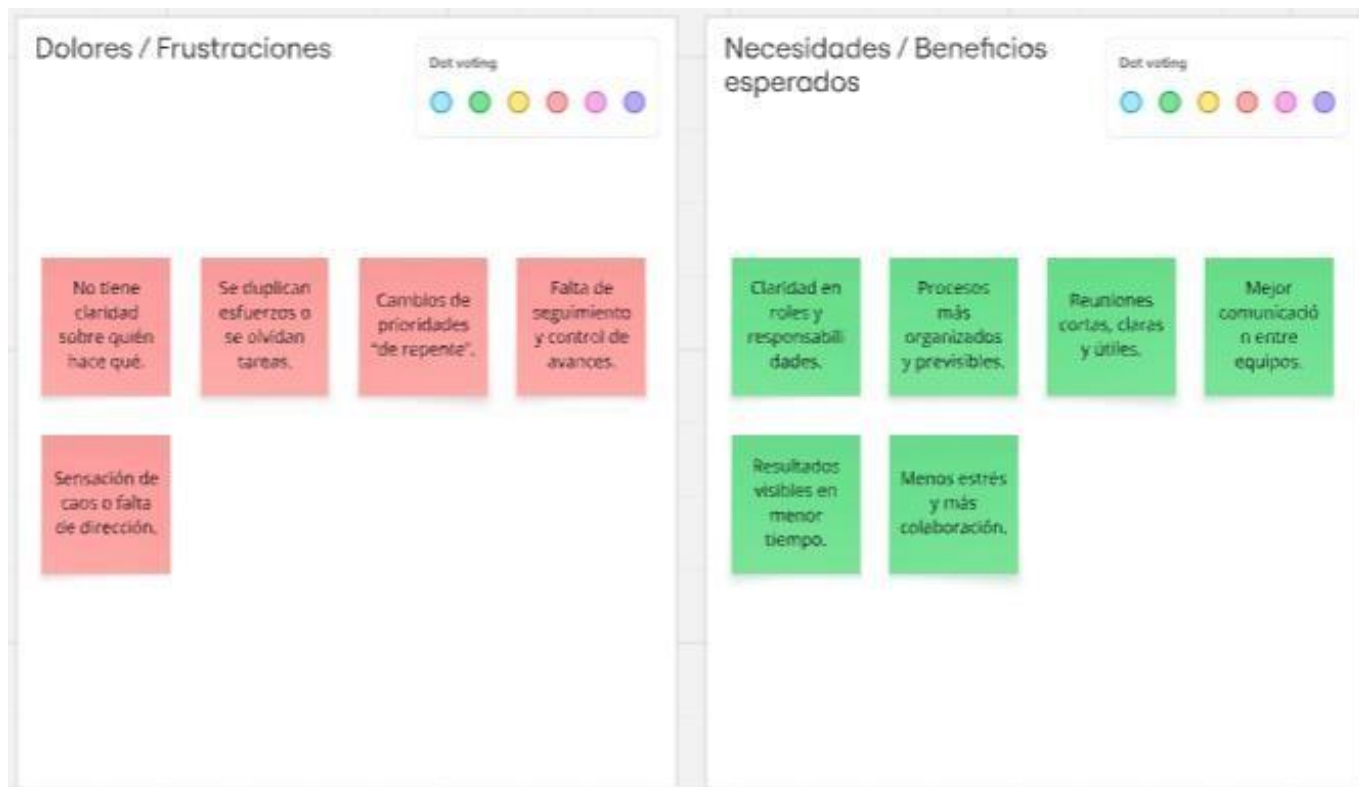 Dolores / Frustraciones
Dot voting
No tiene
claridad
sobre quién
hace qué.
Se duplican
esfuerzos o
se olvidan
tareas.
Cambios de
prioridades
"de repente".
Falta de
seguimiento
y control de
avances.
Sensación de
caos o falta
de dirección.
Necesidades / Beneficios
esperados
Dot voting
Claridad en
roles y
responsabili
dades.
Procesos
más
organizados
y previsibles.
Reuniones
cortas, claras
y útiles.
Mejor
comunicació
n entre
equipos.
Resultados
visibles en
menor
tiempo.
Menos estrés
y más
colaboración.